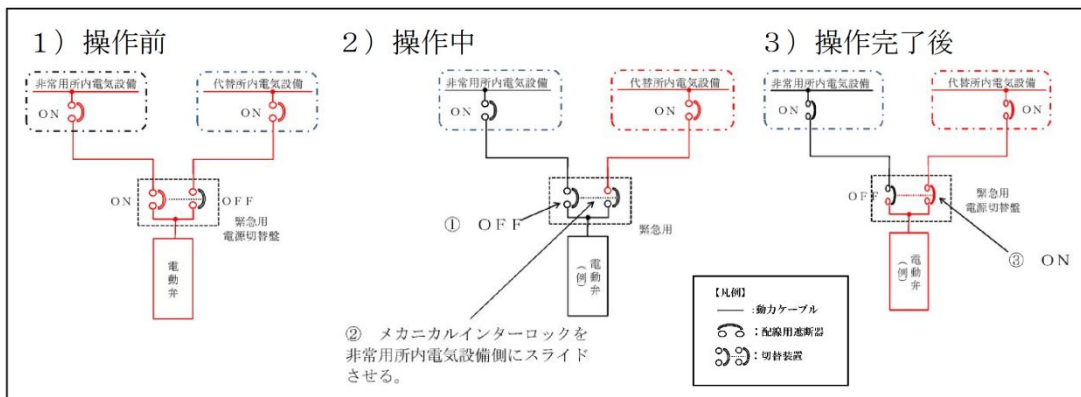 1）操作前
非常用所内電気設備
ON
代替所内電気設備
ON
ON
OFF
緊急用
電源切替盤
電動弁
2）操作中
非常用所内電気設備
ON
代替所内電気設備
ON
① OFF
緊急用
電動弁
(例)
② メカニカルインターロックを
非常用所内電気設備側にスライド
させる。
3）操作完了後
非常用所内電気設備
ON
代替所内電気設備
ON
OFF
緊急用
電源切替盤
③ ON
電動弁
(例)
【凡例】
:動力ケーブル
:配線用遮断器
:切替装置